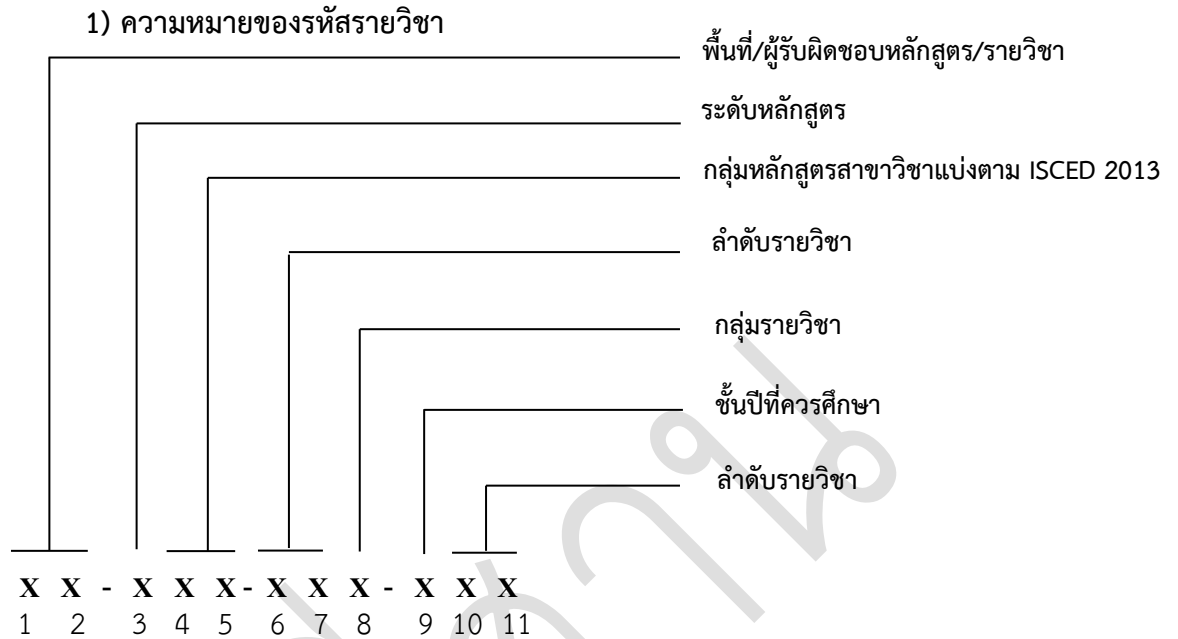 1) ความหมายของรหัสรายวิชา
พื้นที่/ผู้รับผิดชอบหลักสูตร/รายวิชา
ระดับหลักสูตร
กลุ่มหลักสูตรสาขาวิชาแบ่งตาม ISCED 2013
ลำดับรายวิชา
กลุ่มรายวิชา
ชั้นปีที่ควรศึกษา
ลำดับรายวิชา
X X - X X X - X X X - X X X
1 2 3 4 5 6 7 8 9 10 11